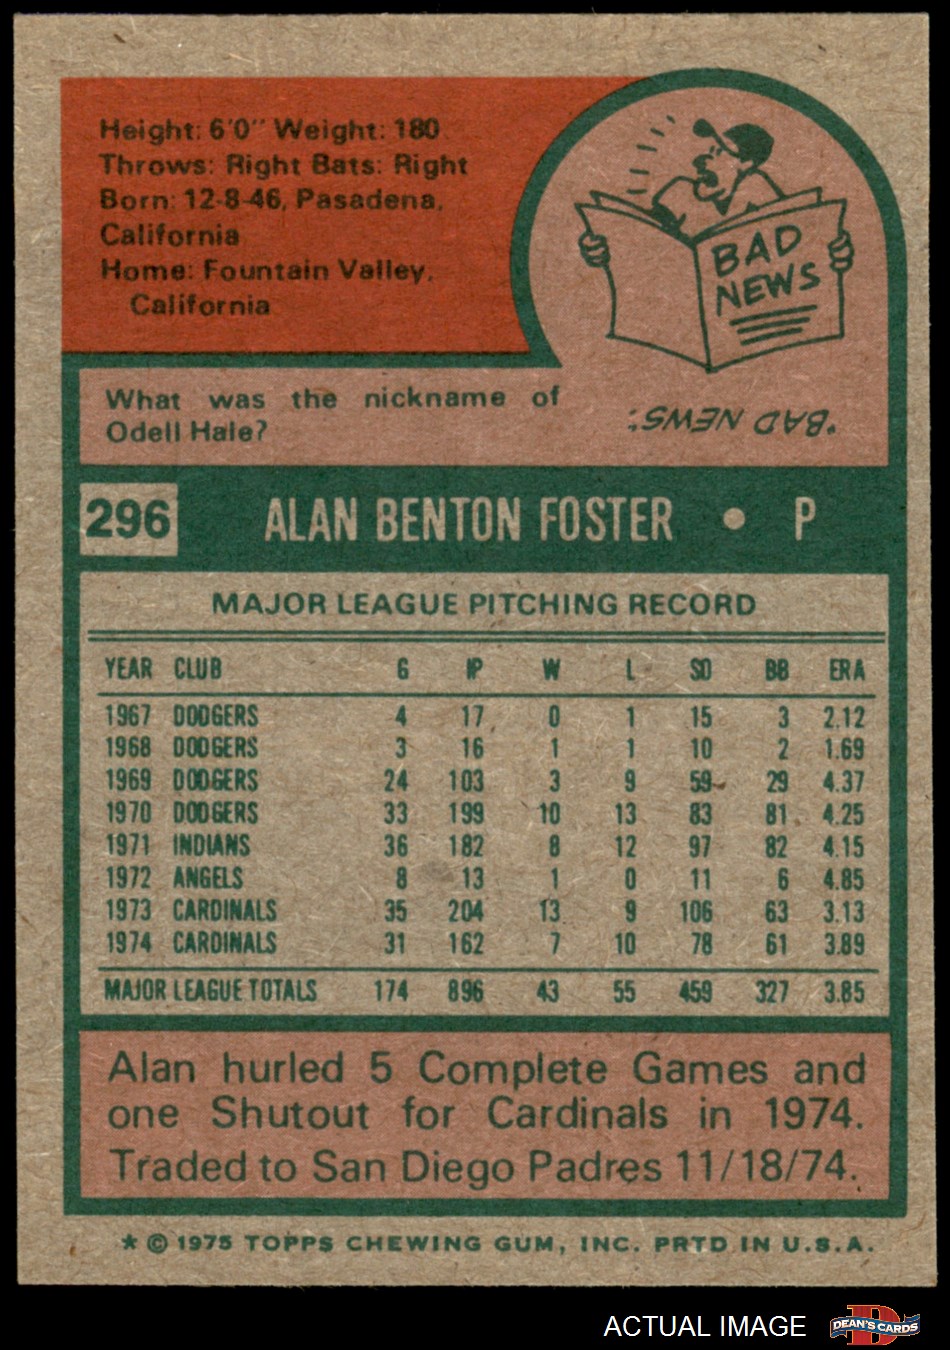 Height: 6'0" Weight: 180
Throws: Right Bats: Right
Born: 12-8-46, Pasadena,
California
Home: Fountain Valley,
California
BAD
NEWS
What was the nickname of
Odell Hale?
"BAD NEWS."
296 ALAN BENTON FOSTER • P
MAJOR LEAGUE PITCHING RECORD
YEAR CLUB G IP W L SO BB ERA
1967 DODGERS 4 17 0 1 15 3 2.12
1968 DODGERS 3 16 1 1 10 2 1.69
1969 DODGERS 24 103 3 9 59 29 4.37
1970 DODGERS 33 199 10 13 83 81 4.25
1971 INDIANS 36 182 8 12 97 82 4.15
1972 ANGELS 8 13 1 0 11 6 4.85
1973 CARDINALS 35 204 13 9 106 63 3.13
1974 CARDINALS 31 162 7 10 78 61 3.89
MAJOR LEAGUE TOTALS 174 896 43 55 459 327 3.85
Alan hurled 5 Complete Games and
one Shutout for Cardinals in 1974.
Traded to San Diego Padres 11/18/74.
* © 1975 TOPPS CHEWING GUM, INC. PRTD IN U.S.A.
ACTUAL IMAGE
D
DEAN'S CARDS